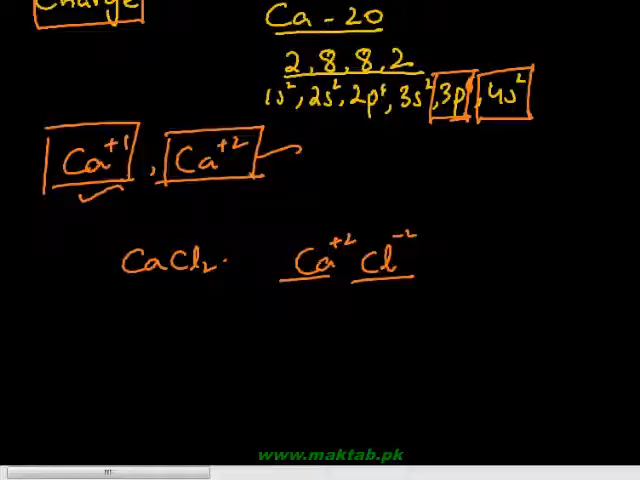 Charge
Ca - 20
2, 8, 8, 2
1s², 2s², 2p⁶, 3s², 3p⁶, 4s²
Ca⁺¹, Ca⁺²
CaCl₂. Ca⁺² Cl⁻²
www.maktab.pk